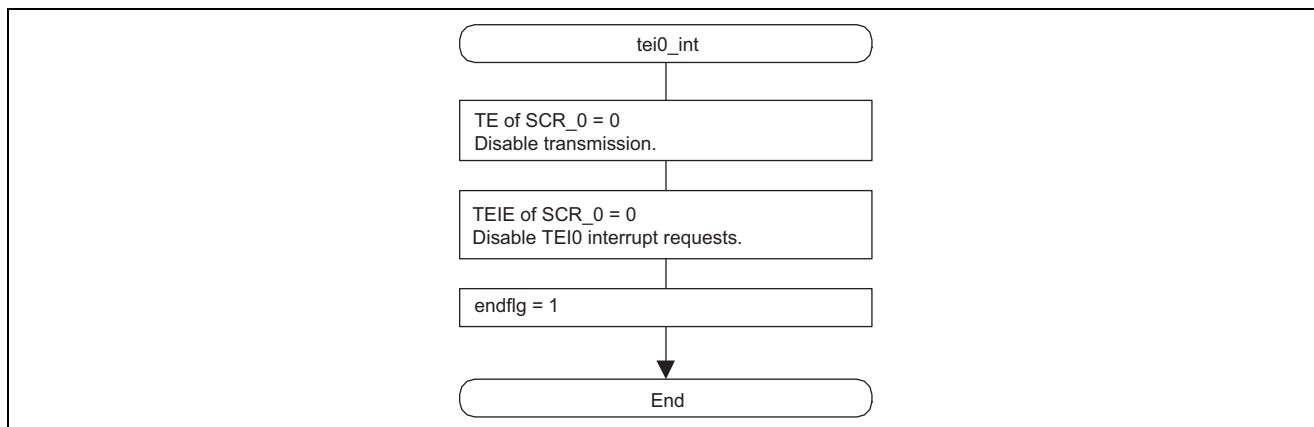 tei0_int
TE of SCR_0 = 0
Disable transmission.
TEIE of SCR_0 = 0
Disable TEI0 interrupt requests.
endflg = 1
End